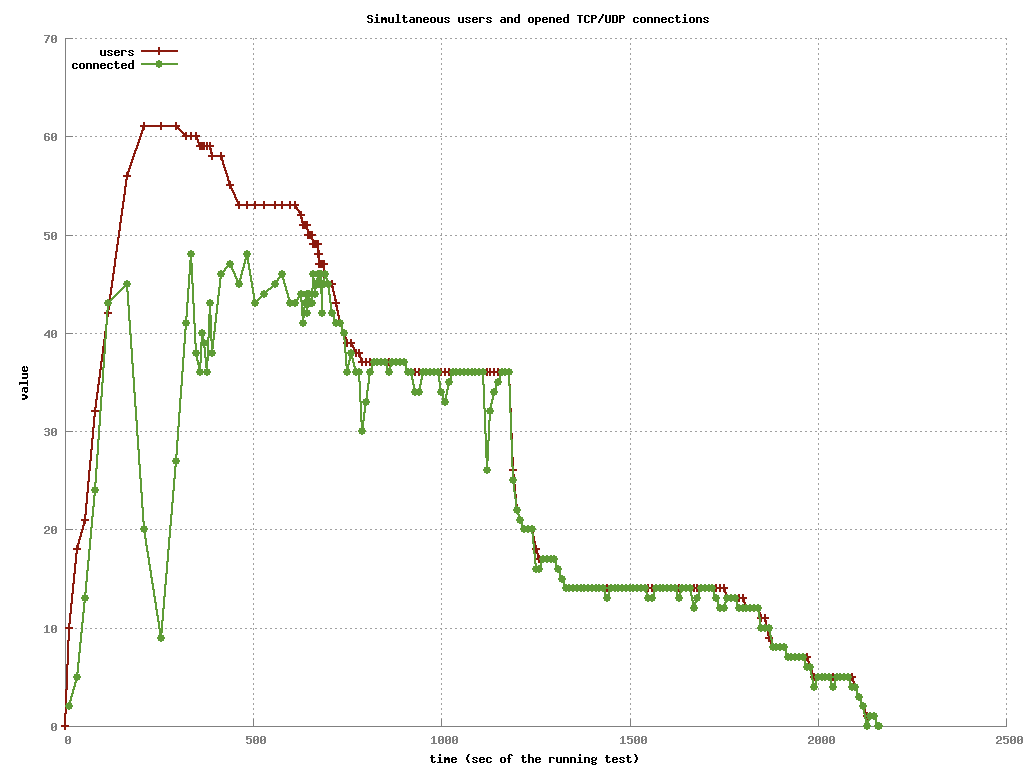 Simultaneous users and opened TCP/UDP connections
70
users
connected
60
50
40
value
30
20
10
0
0 500 1000 1500 2000 2500
time (sec of the running test)